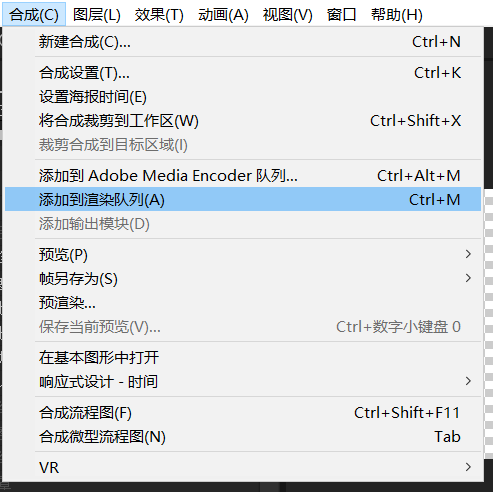 合成(C) 图层(L) 效果(T) 动画(A) 视图(V) 窗口 帮助(H)
新建合成(C)... Ctrl+N
合成设置(T)... Ctrl+K
设置海报时间(E)
将合成裁剪到工作区(W) Ctrl+Shift+X
裁剪合成到目标区域(I)
添加到 Adobe Media Encoder 队列... Ctrl+Alt+M
添加到渲染队列(A) Ctrl+M
添加输出模块(D)
预览(P)
帧另存为(S)
预渲染...
保存当前预览(V)... Ctrl+数字小键盘 0
在基本图形中打开
响应式设计 - 时间
合成流程图(F) Ctrl+Shift+F11
合成微型流程图(N) Tab
VR